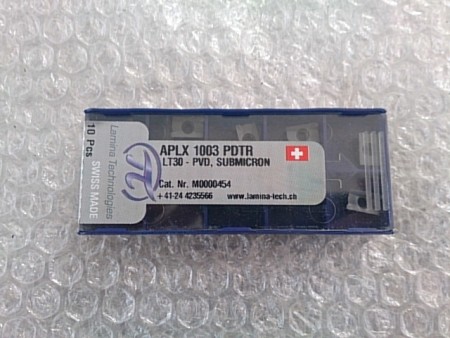 10 Pcs
Lamina Technologies
SWISS MADE
APLX 1003 PDTR
LT30 - PVD, SUBMICRON
Cat. Nr. M0000454
+41-24 4235566 www.lamina-tech.ch